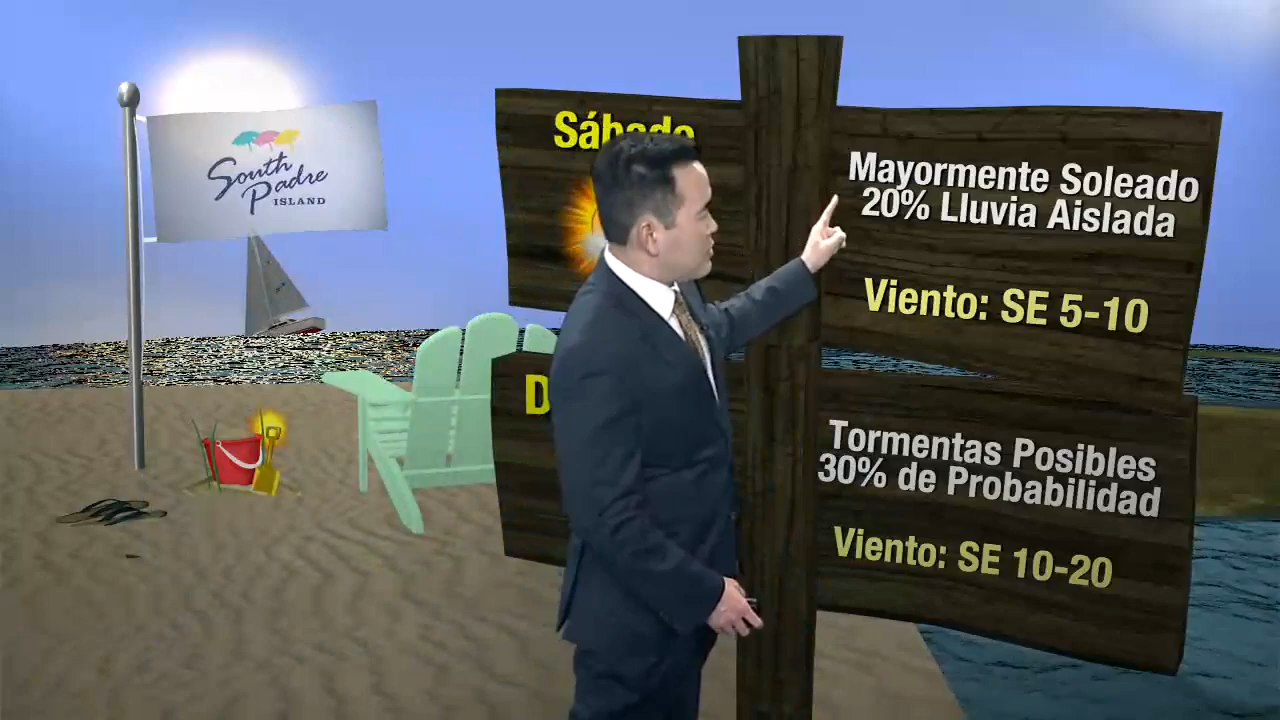 South
Padre
ISLAND
Sábado
Mayormente Soleado
20% Lluvia Aislada
Viento: SE 5-10
Tormentas Posibles
30% de Probabilidad
Viento: SE 10-20